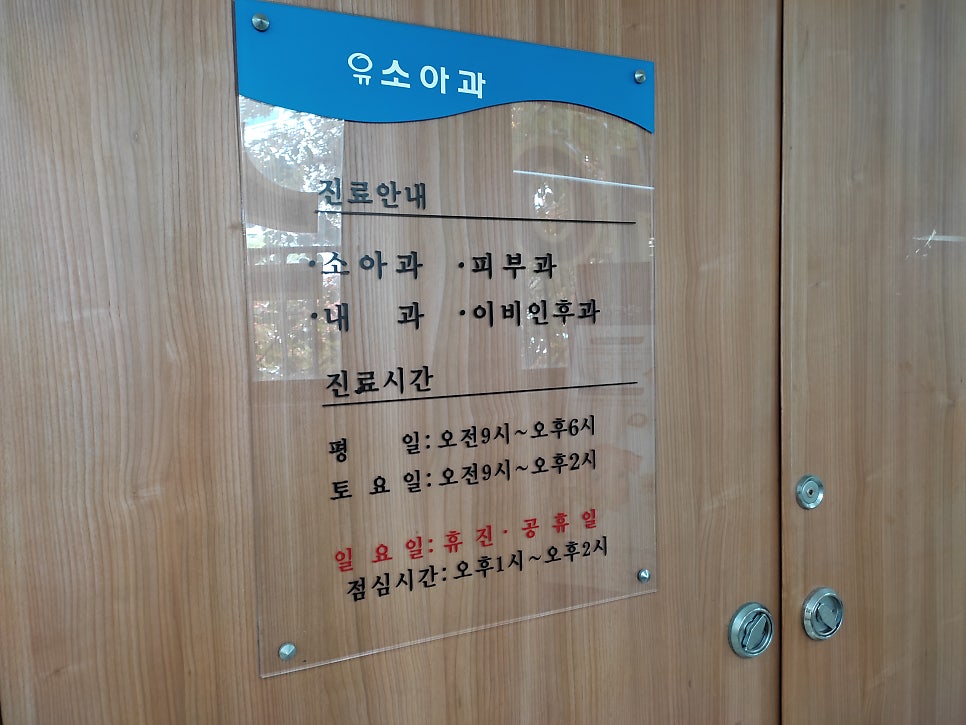 유소아과
진료안내
·소아과 ·피부과
·내 과 ·이비인후과
진료시간
평 일: 오전9시~오후6시
토 요 일: 오전9시~오후2시
일 요 일: 휴 진 · 공 휴 일
점심시간: 오후1시~오후2시